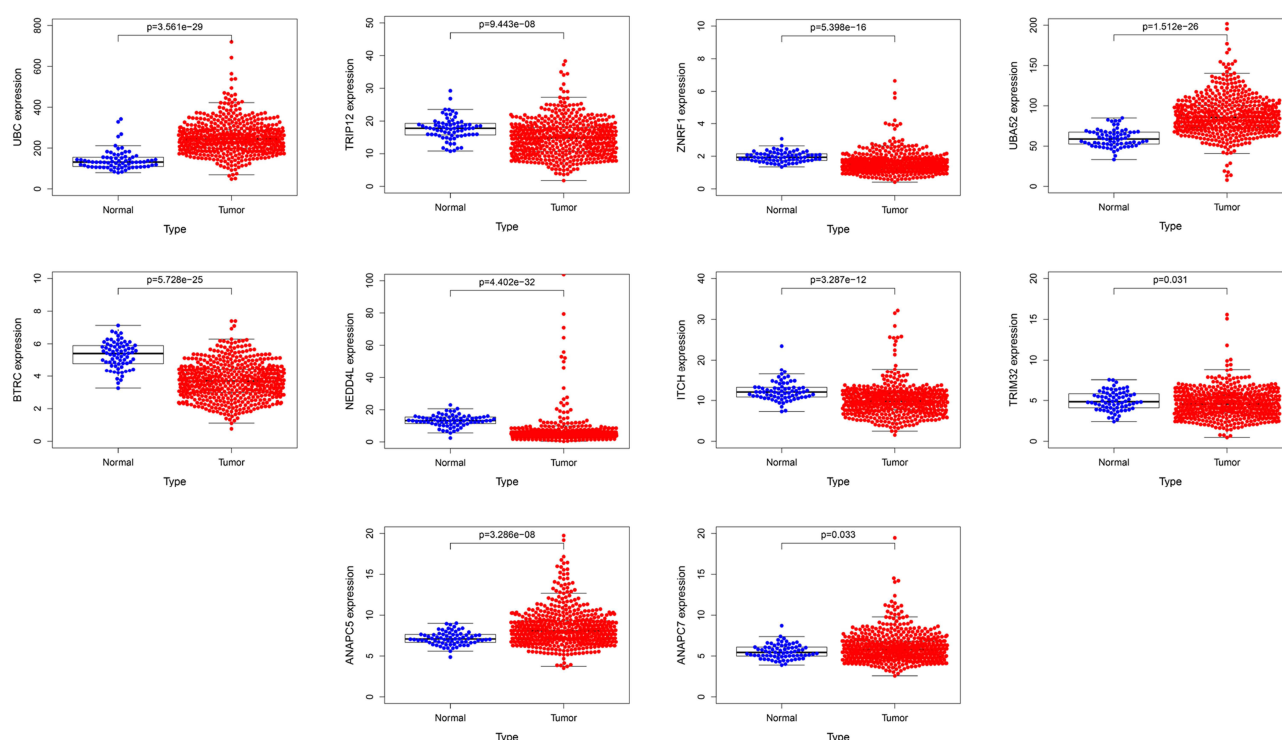 UBC expression
800
600
400
200
0
p=3.561e−29
Normal
Tumor
Type
TRIP12 expression
50
40
30
20
10
0
p=9.443e−08
Normal
Tumor
Type
ZNRF1 expression
10
8
6
4
2
0
p=5.398e−16
Normal
Tumor
Type
UBA52 expression
200
150
100
50
0
p=1.512e−26
Normal
Tumor
Type
BTRC expression
10
8
6
4
2
0
p=5.728e−25
Normal
Tumor
Type
NEDD4L expression
100
80
60
40
20
0
p=4.402e−32
Normal
Tumor
Type
ITCH expression
40
30
20
10
0
p=3.287e−12
Normal
Tumor
Type
TRIM32 expression
20
15
10
5
0
p=0.031
Normal
Tumor
Type
ANAPC5 expression
20
15
10
5
0
p=3.286e−08
Normal
Tumor
Type
ANAPC7 expression
20
15
10
5
0
p=0.033
Normal
Tumor
Type